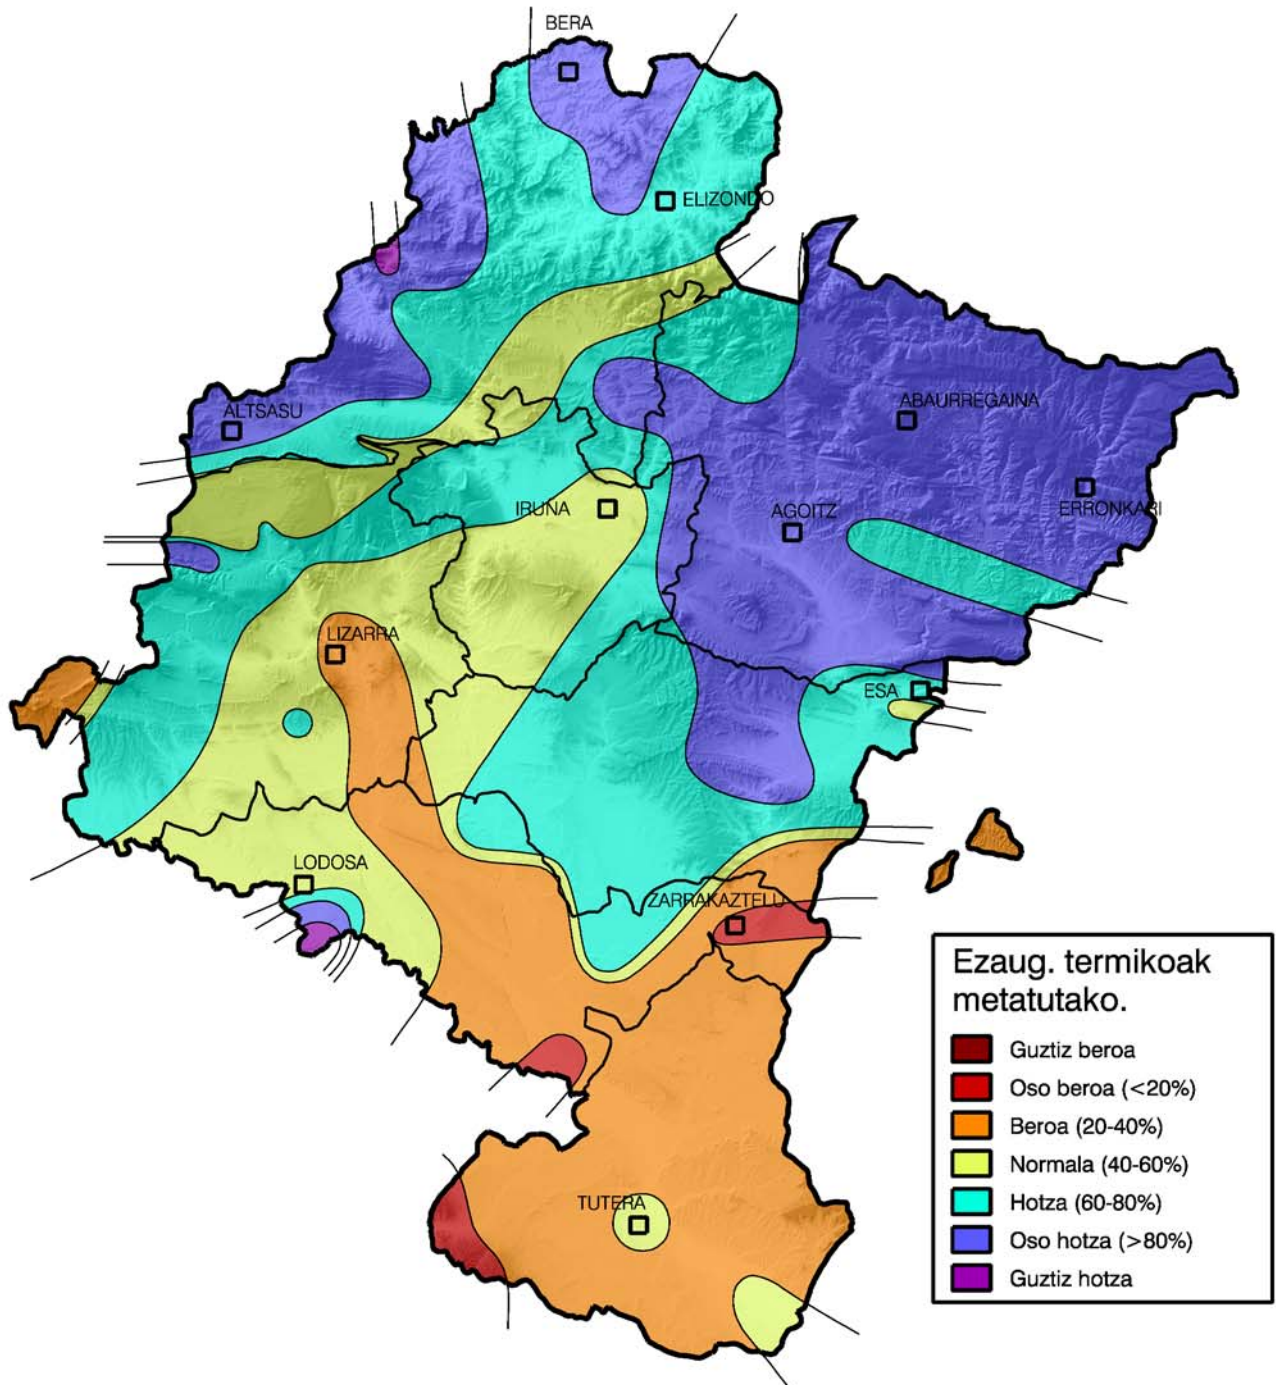 BERA
ELIZONDO
ABAURREGAINA
ALTSASU
ERRONKARI
IRUNA
AGOITZ
LIZARRA
ESA
LODOSA
ZARRAKAZTELU
TUTERA
Ezaug. termikoak
metatutako.
Guztiz beroa
Oso beroa (<20%)
Beroa (20-40%)
Normala (40-60%)
Hotza (60-80%)
Oso hotza (>80%)
Guztiz hotza